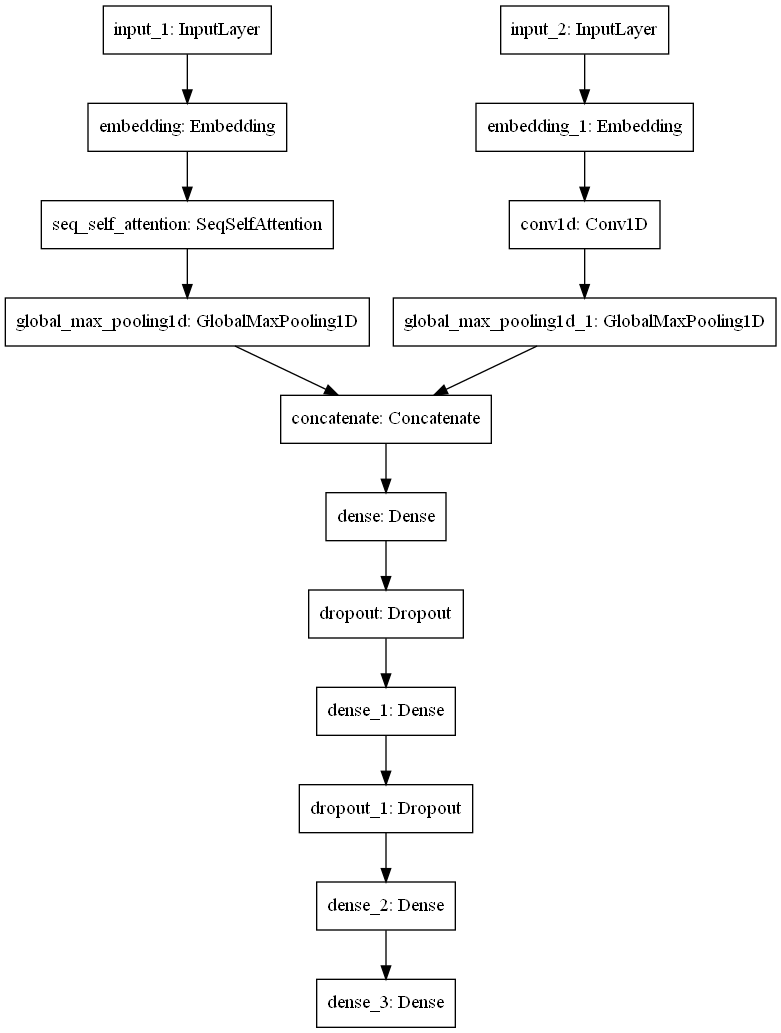 input_1: InputLayer
input_2: InputLayer
embedding: Embedding
embedding_1: Embedding
seq_self_attention: SeqSelfAttention
conv1d: Conv1D
global_max_pooling1d: GlobalMaxPooling1D
global_max_pooling1d_1: GlobalMaxPooling1D
concatenate: Concatenate
dense: Dense
dropout: Dropout
dense_1: Dense
dropout_1: Dropout
dense_2: Dense
dense_3: Dense